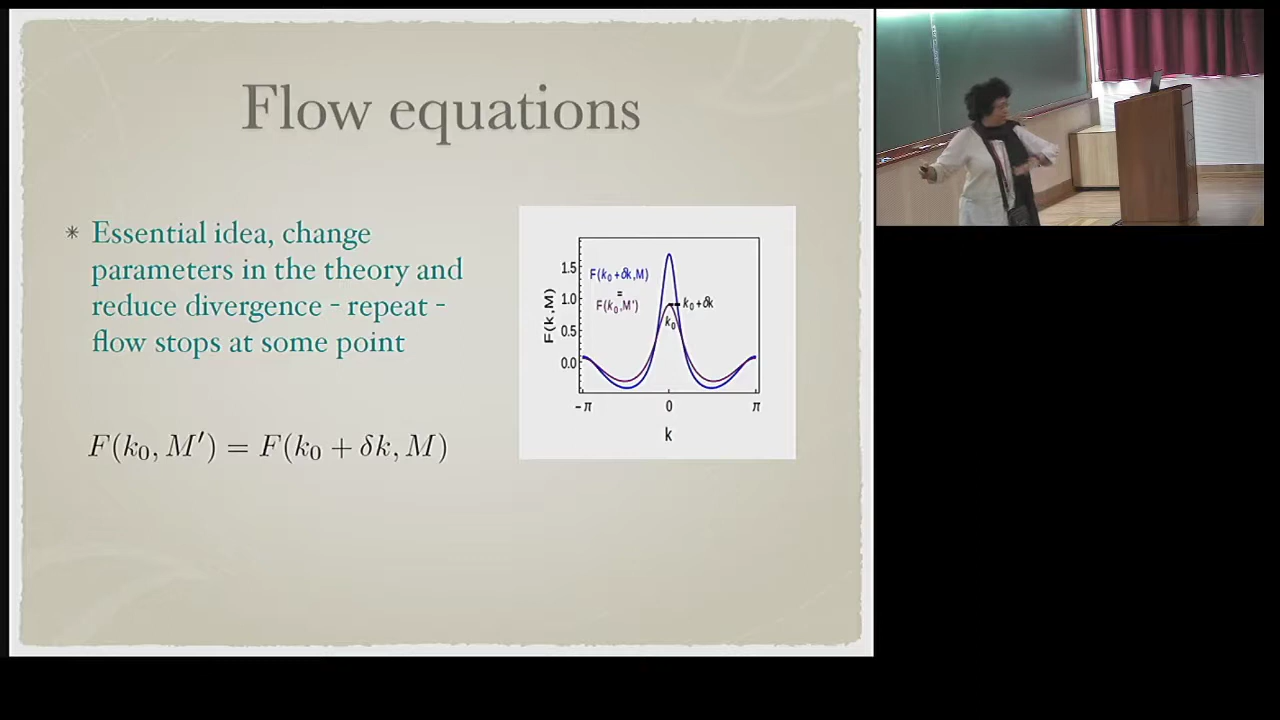 Flow equations
* Essential idea, change
parameters in the theory and
reduce divergence - repeat -
flow stops at some point
F(k₀, M′) = F(k₀ + δk, M)
F(k,M)
1.5
1.0
0.5
0.0
F(k₀+δk,M)
=
F(k₀,M')
k₀+δk
k₀
-π
0
π
k